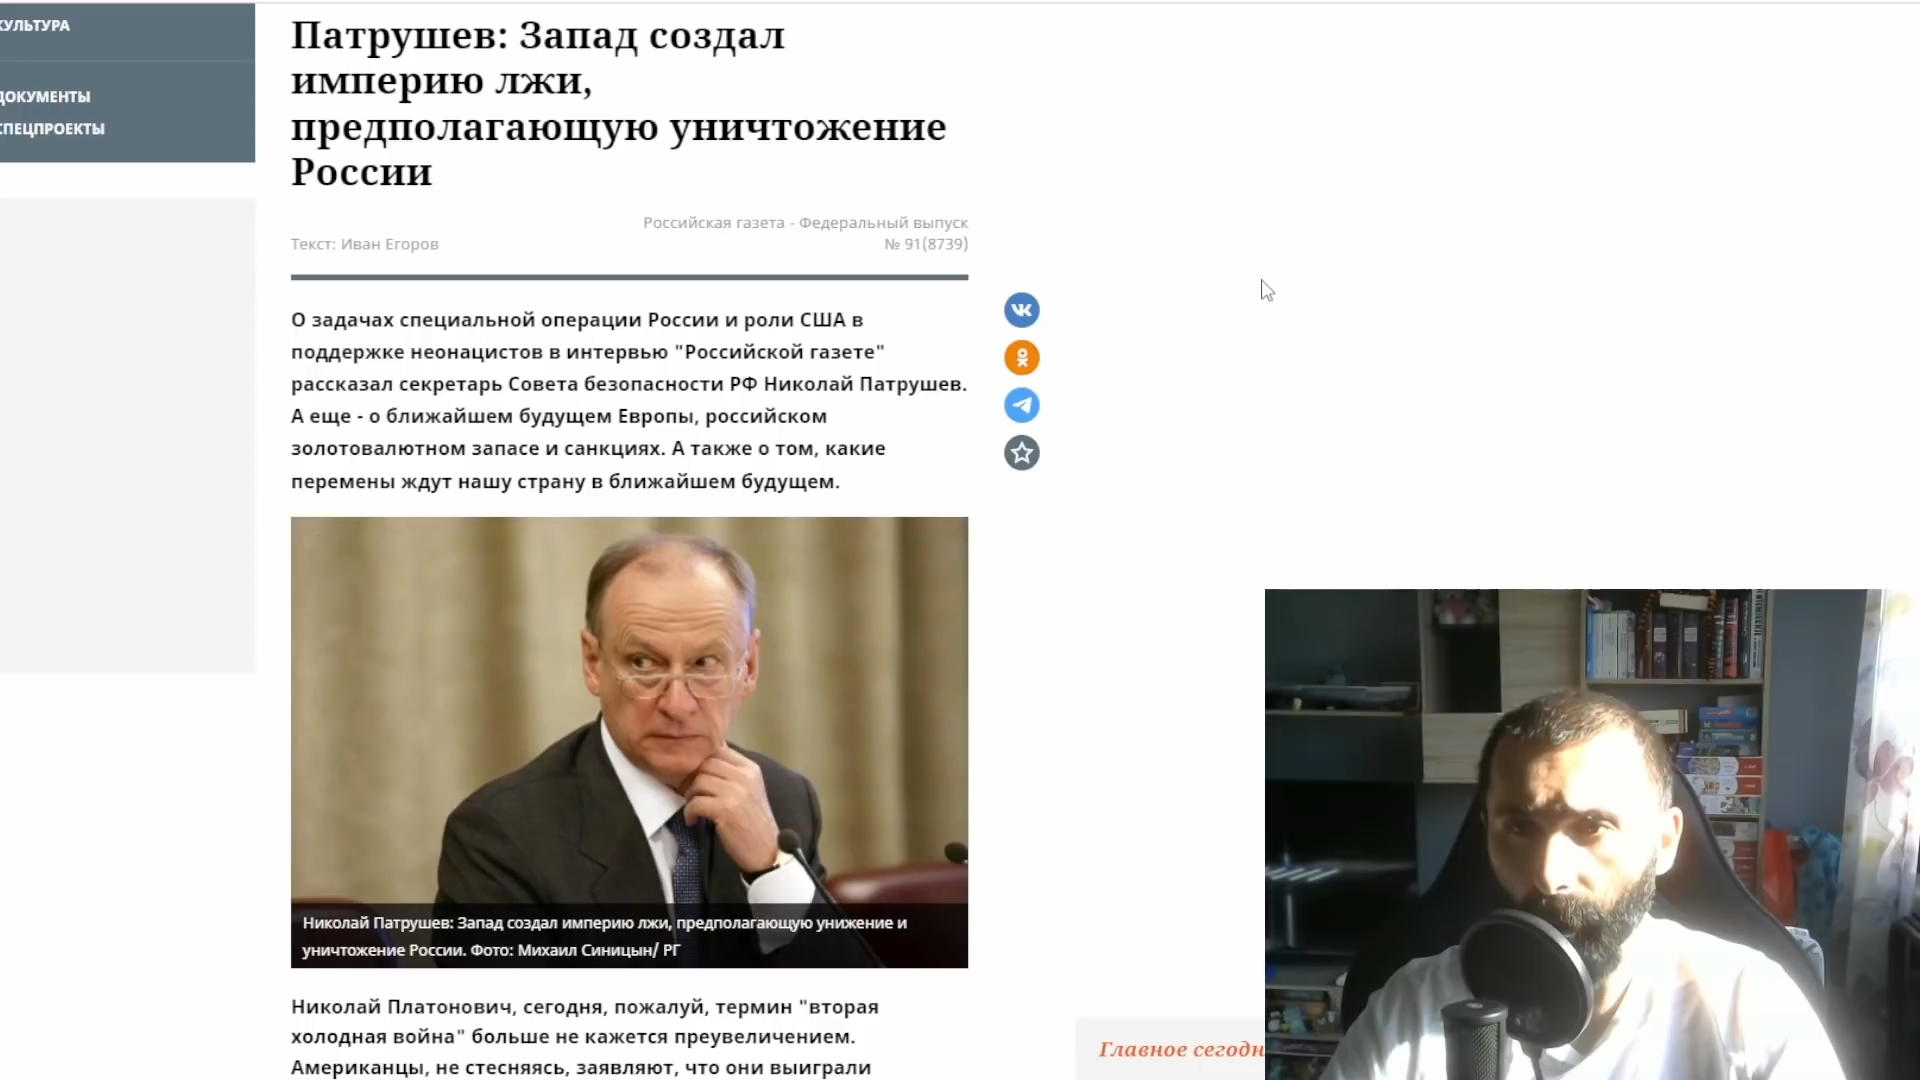 КУЛЬТУРА
ДОКУМЕНТЫ
СПЕЦПРОЕКТЫ
Патрушев: Запад создал
империю лжи,
предполагающую уничтожение
России
Российская газета - Федеральный выпуск
Текст: Иван Егоров
№ 91(8739)
О задачах специальной операции России и роли США в
поддержке неонацистов в интервью "Российской газете"
рассказал секретарь Совета безопасности РФ Николай Патрушев.
А еще - о ближайшем будущем Европы, российском
золотовалютном запасе и санкциях. А также о том, какие
перемены ждут нашу страну в ближайшем будущем.
Николай Патрушев: Запад создал империю лжи, предполагающую унижение и
уничтожение России. Фото: Михаил Синицын/ РГ
Николай Платонович, сегодня, пожалуй, термин "вторая
холодная война" больше не кажется преувеличением.
Американцы, не стесняясь, заявляют, что они выиграли
Главное сегодн